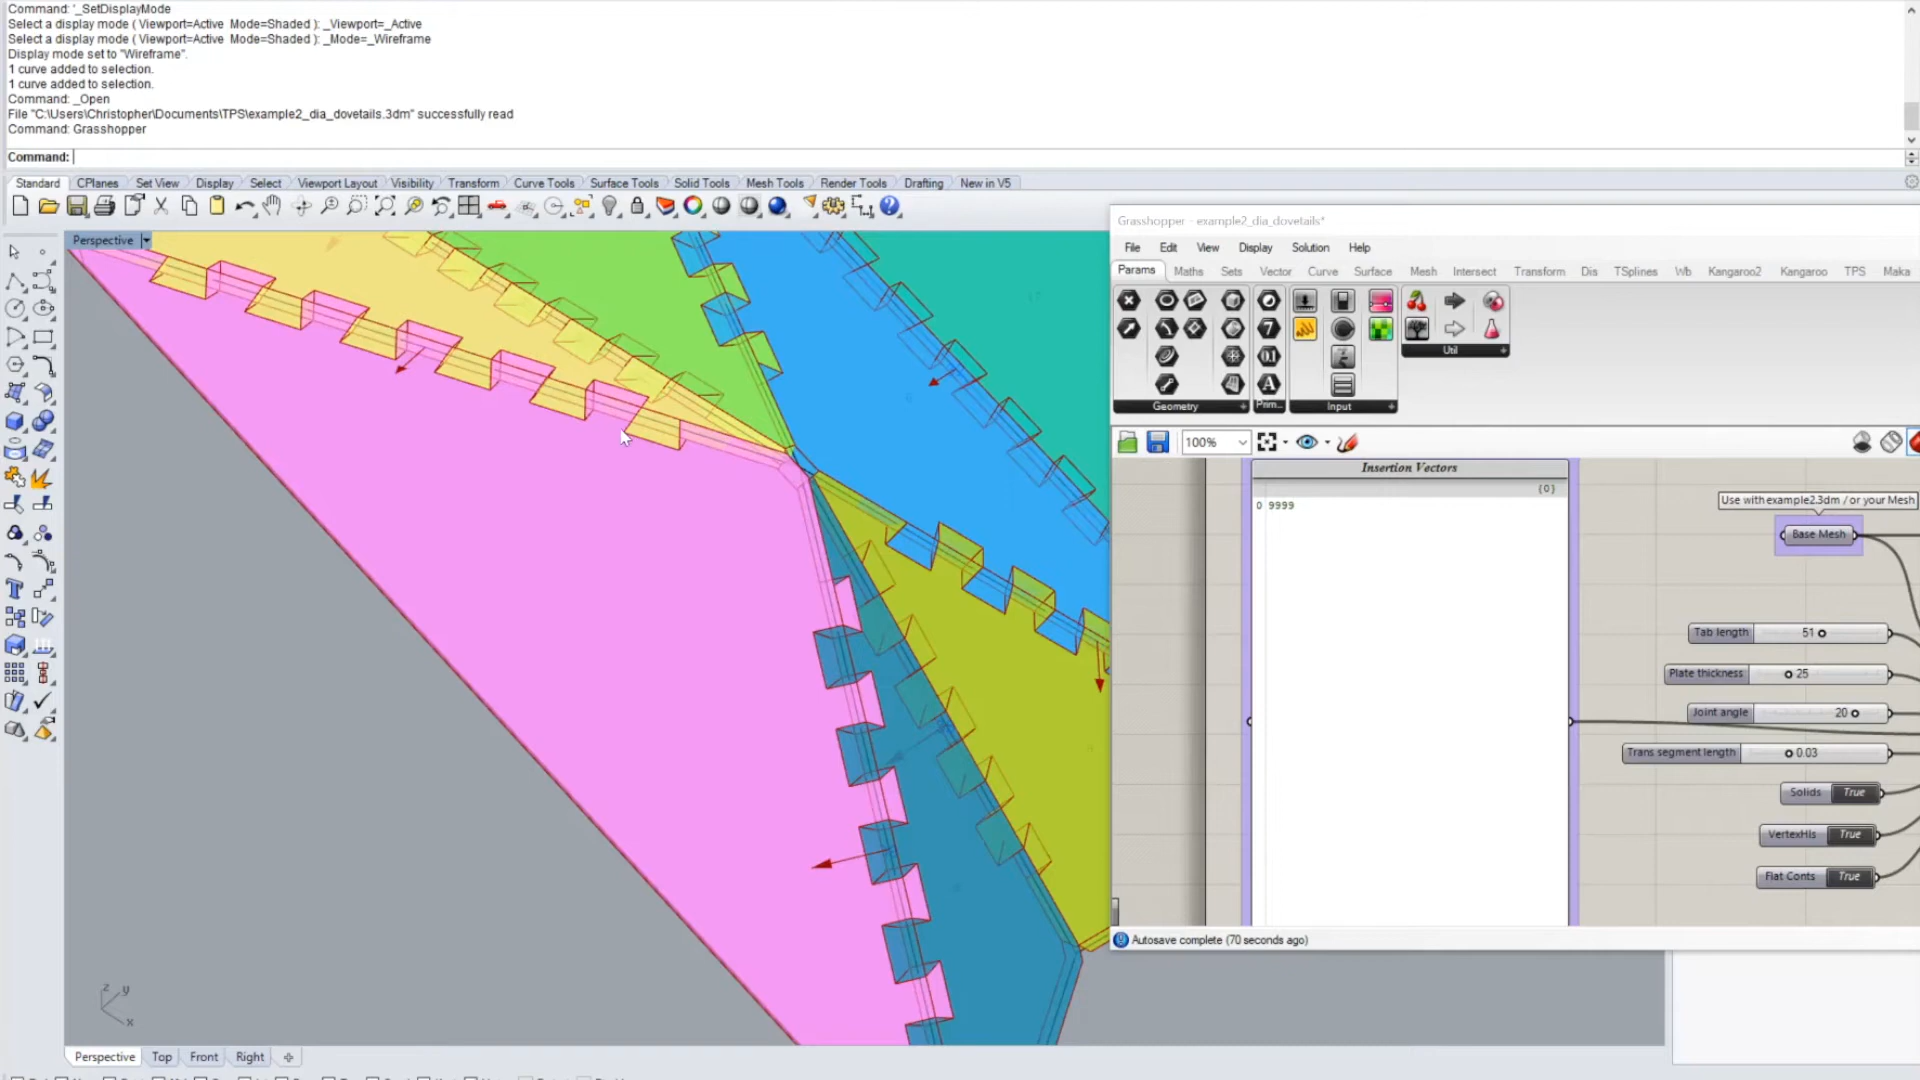 Command: '_SetDisplayMode
Select a display mode ( Viewport=Active  Mode=Shaded ): _Viewport=_Active
Select a display mode ( Viewport=Active  Mode=Shaded ): _Mode=_Wireframe
Display mode set to "Wireframe".
1 curve added to selection.
1 curve added to selection.
Command: _Open
File "C:\Users\Christopher\Documents\TPS\example2_dia_dovetails.3dm" successfully read
Command: Grasshopper
Command:
Standard CPlanes Set View Display Select Viewport Layout Visibility Transform Curve Tools Surface Tools Solid Tools Mesh Tools Render Tools Drafting New in V5
Perspective
Grasshopper - example2_dia_dovetails*
File Edit View Display Solution Help
Params Maths Sets Vector Curve Surface Mesh Intersect Transform Dis TSplines Wb Kangaroo2 Kangaroo TPS Maka
Geometry Prim... Input Util
100%
Insertion Vectors
{0}
0 9999
Use with example2.3dm / or your Mesh
Base Mesh
Tab length 51
Plate thickness 25
Joint angle 20
Trans segment length 0.03
Solids True
VertexHls True
Flat Conts True
Autosave complete (70 seconds ago)
z y
x
Perspective Top Front Right